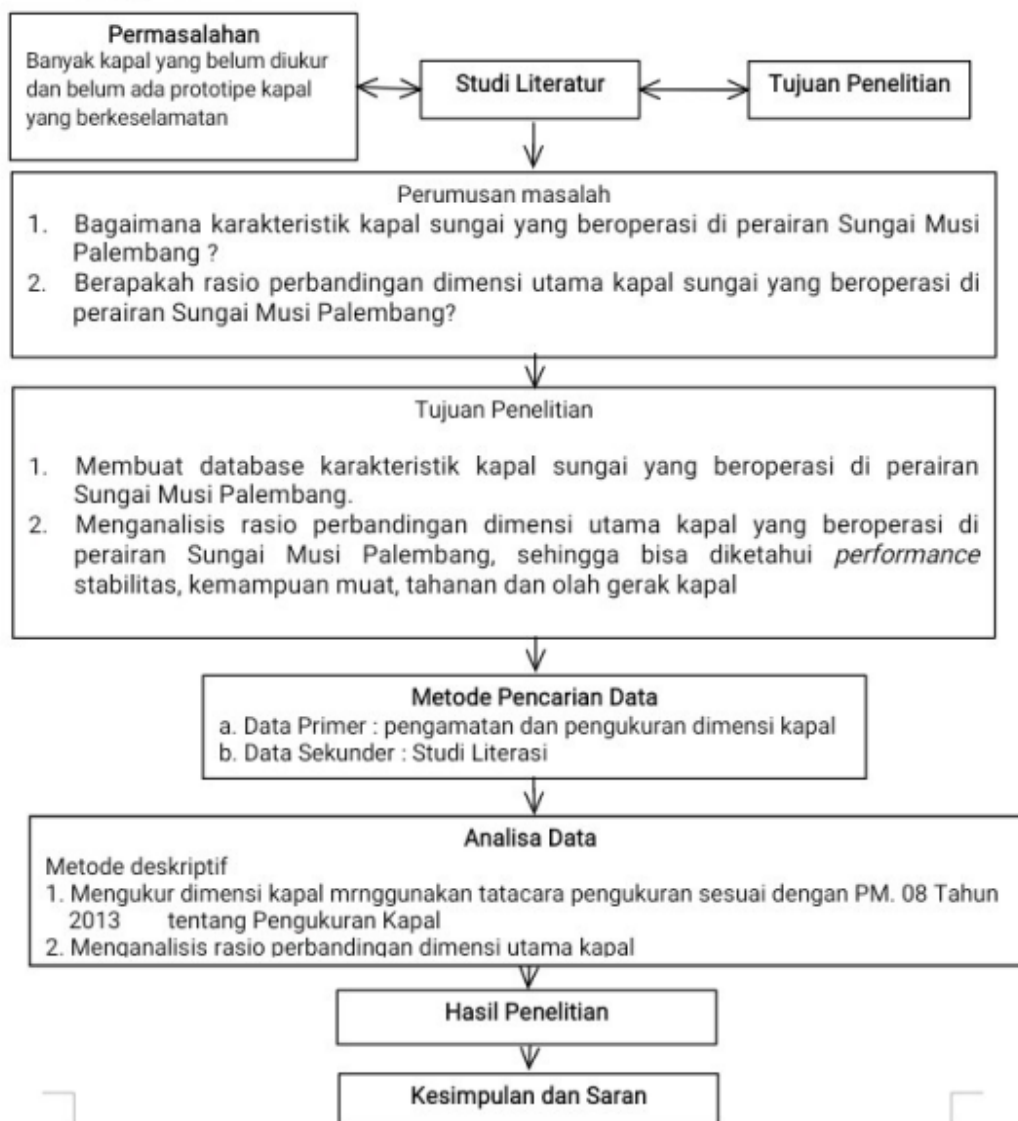 Permasalahan
Banyak kapal yang belum diukur
dan belum ada prototipe kapal
yang berkeselamatan
Studi Literatur
Tujuan Penelitian
Perumusan masalah
1. Bagaimana karakteristik kapal sungai yang beroperasi di perairan Sungai Musi
Palembang ?
2. Berapakah rasio perbandingan dimensi utama kapal sungai yang beroperasi di
perairan Sungai Musi Palembang?
Tujuan Penelitian
1. Membuat database karakteristik kapal sungai yang beroperasi di perairan
Sungai Musi Palembang.
2. Menganalisis rasio perbandingan dimensi utama kapal yang beroperasi di
perairan Sungai Musi Palembang, sehingga bisa diketahui performance
stabilitas, kemampuan muat, tahanan dan olah gerak kapal
Metode Pencarian Data
a. Data Primer : pengamatan dan pengukuran dimensi kapal
b. Data Sekunder : Studi Literasi
Analisa Data
Metode deskriptif
1. Mengukur dimensi kapal mrnggunakan tatacara pengukuran sesuai dengan PM. 08 Tahun
2013 tentang Pengukuran Kapal
2. Menganalisis rasio perbandingan dimensi utama kapal
Hasil Penelitian
Kesimpulan dan Saran